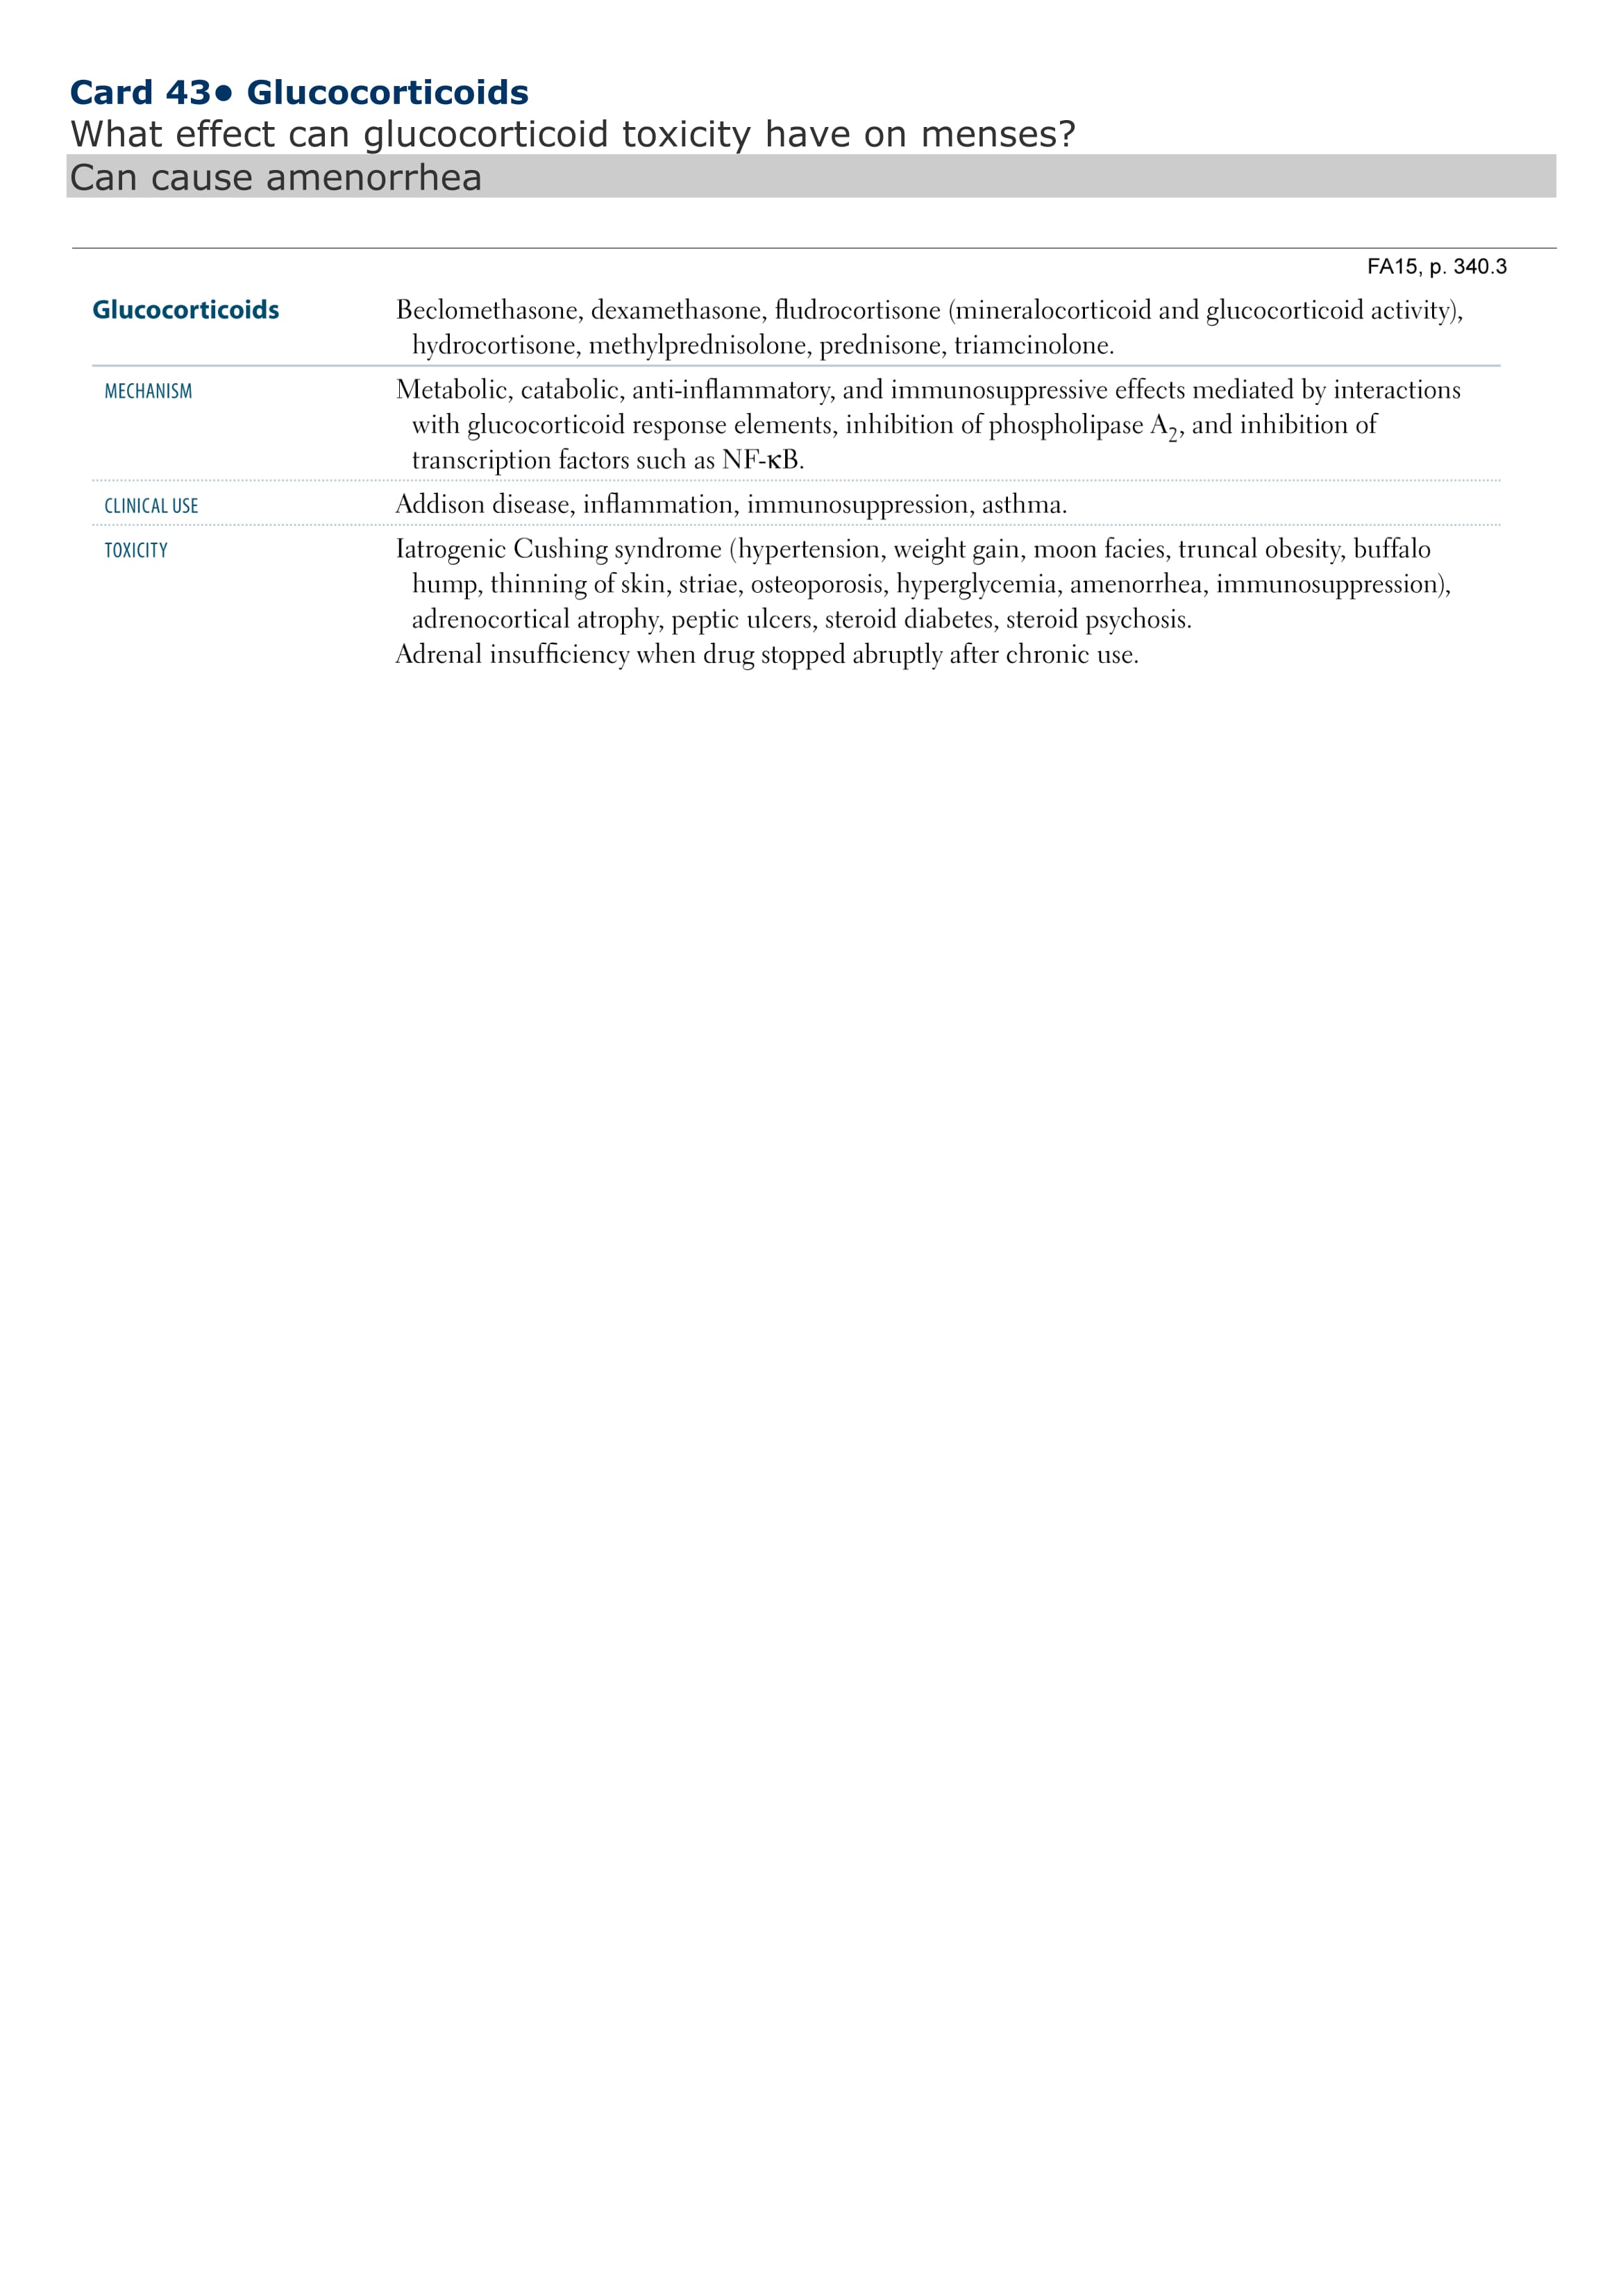 Card 43● Glucocorticoids
What effect can glucocorticoid toxicity have on menses?
Can cause amenorrhea
FA15, p. 340.3
Glucocorticoids Beclomethasone, dexamethasone, fludrocortisone (mineralocorticoid and glucocorticoid activity),
hydrocortisone, methylprednisolone, prednisone, triamcinolone.
MECHANISM Metabolic, catabolic, anti-inflammatory, and immunosuppressive effects mediated by interactions
with glucocorticoid response elements, inhibition of phospholipase A₂, and inhibition of
transcription factors such as NF-κB.
CLINICAL USE Addison disease, inflammation, immunosuppression, asthma.
TOXICITY Iatrogenic Cushing syndrome (hypertension, weight gain, moon facies, truncal obesity, buffalo
hump, thinning of skin, striae, osteoporosis, hyperglycemia, amenorrhea, immunosuppression),
adrenocortical atrophy, peptic ulcers, steroid diabetes, steroid psychosis.
Adrenal insufficiency when drug stopped abruptly after chronic use.